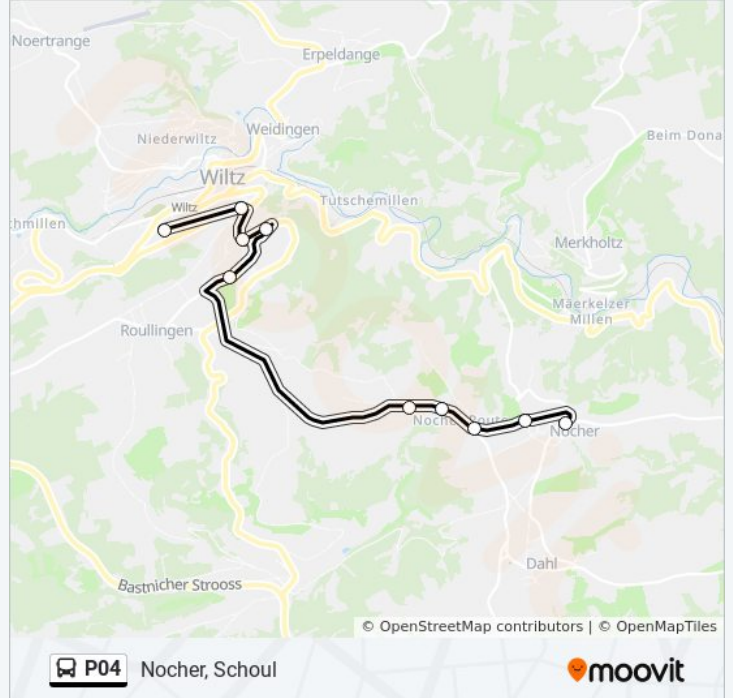 Noertrange
Erpeldange
Weidingen
Niederwiltz
Beim Dona
Wiltz
Tutschemillen
Wiltz
hmillen
Merkholtz
Maerkelzer
Millen
Roullingen
Nocher
Dahl
Bastnicher Strooss
© OpenStreetMap contributors | © OpenMapTiles
P04 Nocher, Schoul
moovit